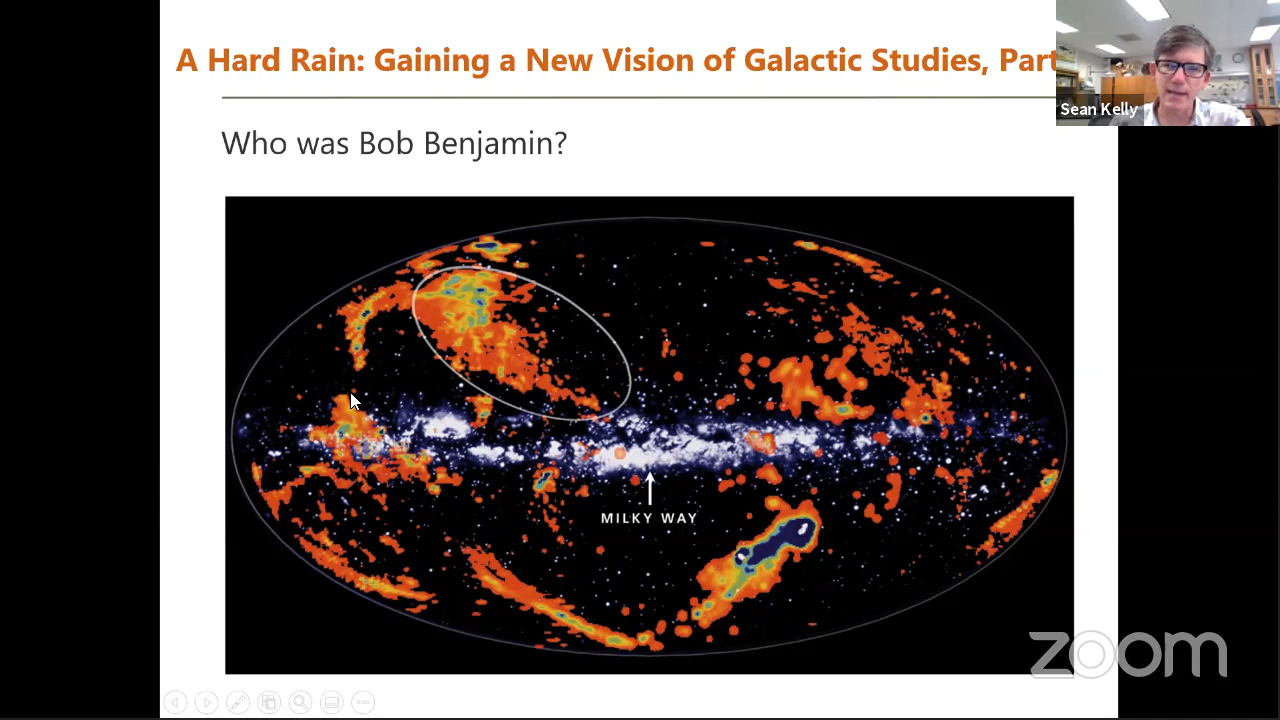 A Hard Rain: Gaining a New Vision of Galactic Studies, Part
Sean Kelly
Who was Bob Benjamin?
MILKY WAY
zoom